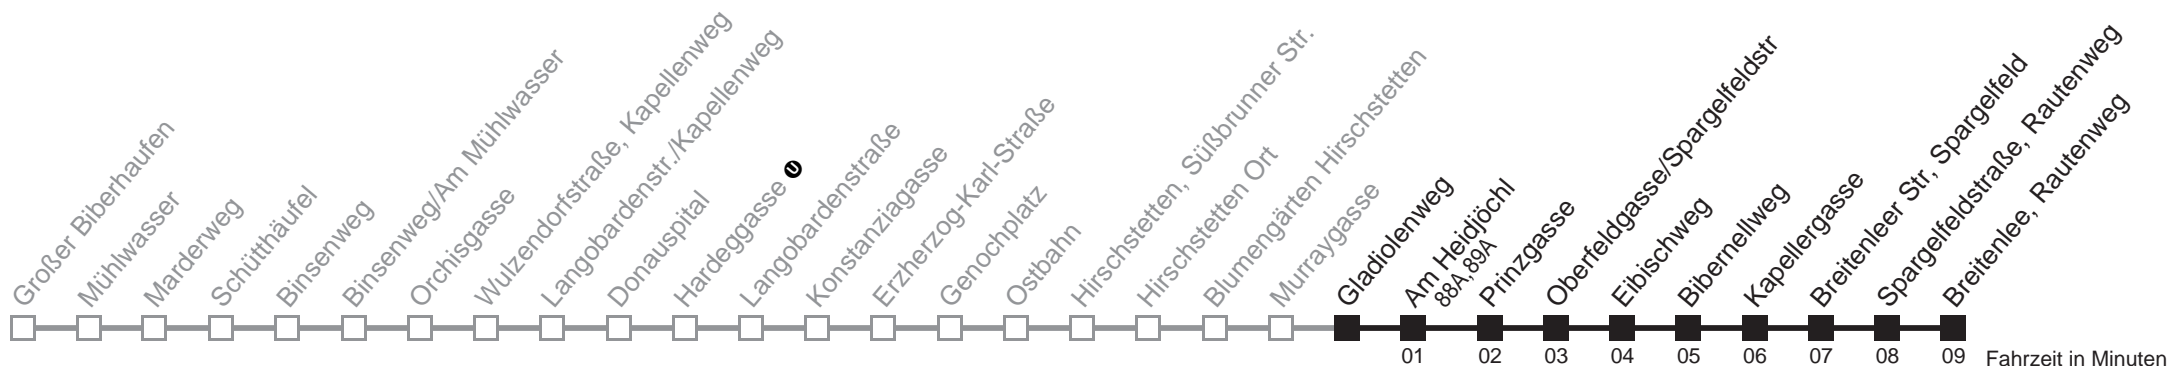 Großer Biberhaufen
Mühlwasser
Marderweg
Schütthäufel
Binsenweg
Binsenweg/Am Mühlwasser
Orchisgasse
Wulzendorfstraße, Kapellenweg
Langobardenstr./Kapellenweg
Donauspital
Hardeggasse U
Langobardenstraße
Konstanziagasse
Erzherzog-Karl-Straße
Genochplatz
Ostbahn
Hirschstetten, Süßbrunner Str.
Hirschstetten Ort
Blumengärten Hirschstetten
Murraygasse
Gladiolenweg
Am Heidjöchl
88A,89A
Prinzgasse
Oberfeldgasse/Spargelfeldstr
Eibischweg
Bibernellweg
Kapellergasse
Breitenleer Str, Spargelfeld
Spargelfeldstraße, Rautenweg
Breitenlee, Rautenweg
01 02 03 04 05 06 07 08 09 Fahrzeit in Minuten